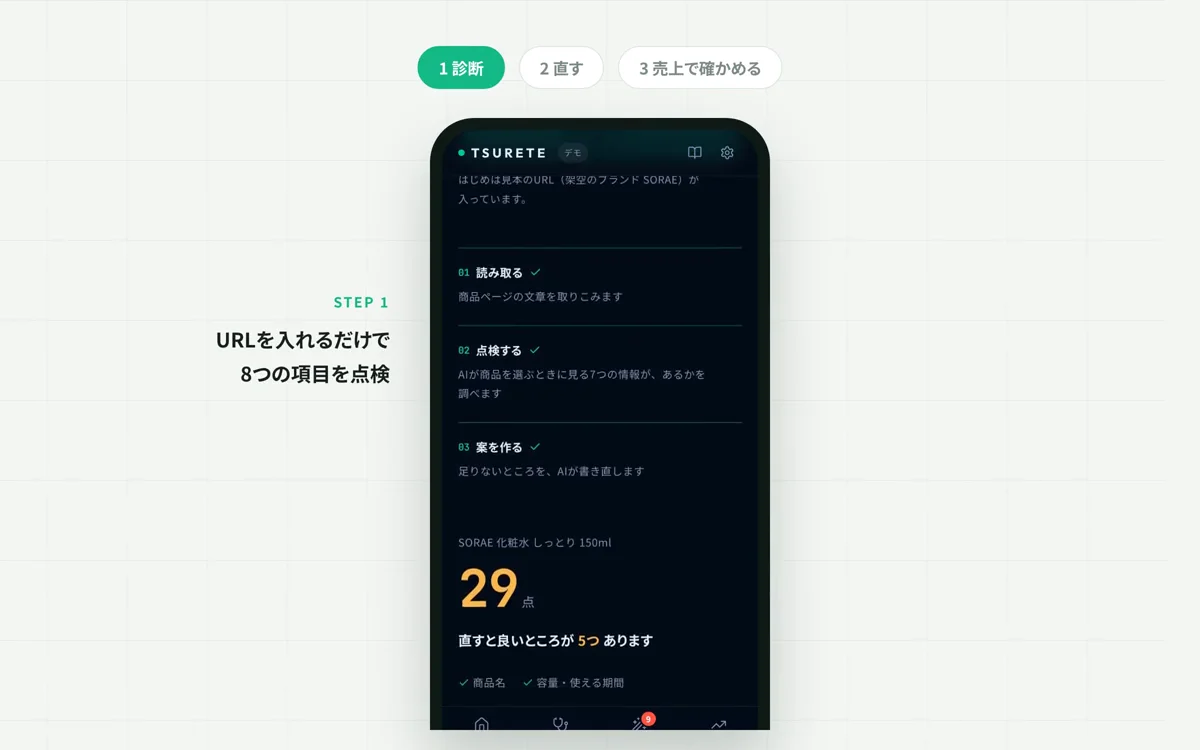 1 診断
2 直す
3 売上で確かめる
STEP 1
URLを入れるだけで
8つの項目を点検
TSURETE デモ
はじめは見本のURL（架空のブランド SORAE）が
入っています。
01 読み取る
商品ページの文章を取りこみます
02 点検する
AIが商品を選ぶときに見る7つの情報が、あるかを
調べます
03 案を作る
足りないところを、AIが書き直します
SORAE 化粧水 しっとり 150ml
29点
直すと良いところが 5つ あります
商品名 容量・使える期間
9